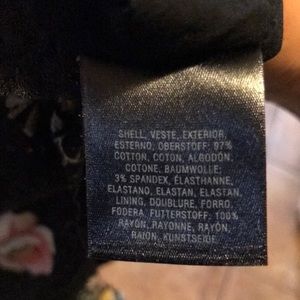 SHELL, VESTE, EXTERIOR,
ESTERNO, OBERSTOFF: 97%
COTTON, COTON, ALGODÓN,
COTONE, BAUMWOLLE;
3% SPANDEX, ÉLASTHANNE,
ELASTANO, ELASTAN, ELASTAN,
LINING, DOUBLURE, FORRO,
FODERA, FUTTERSTOFF: 100%
RAYON, RAYONNE, RAYÓN,
RAION, KUNSTSEIDE